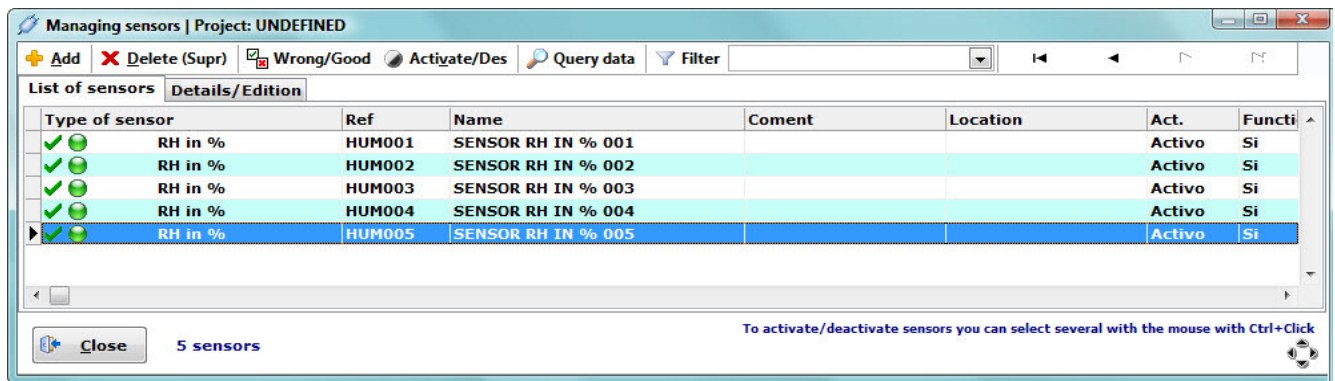 Managing sensors | Project: UNDEFINED
Add Delete (Supr) Wrong/Good Activate/Des Query data Filter
List of sensors Details/Edition
Type of sensor Ref Name Coment Location Act. Functi
RH in % HUM001 SENSOR RH IN % 001 Activo Si
RH in % HUM002 SENSOR RH IN % 002 Activo Si
RH in % HUM003 SENSOR RH IN % 003 Activo Si
RH in % HUM004 SENSOR RH IN % 004 Activo Si
RH in % HUM005 SENSOR RH IN % 005 Activo Si
To activate/deactivate sensors you can select several with the mouse with Ctrl+Click
Close 5 sensors